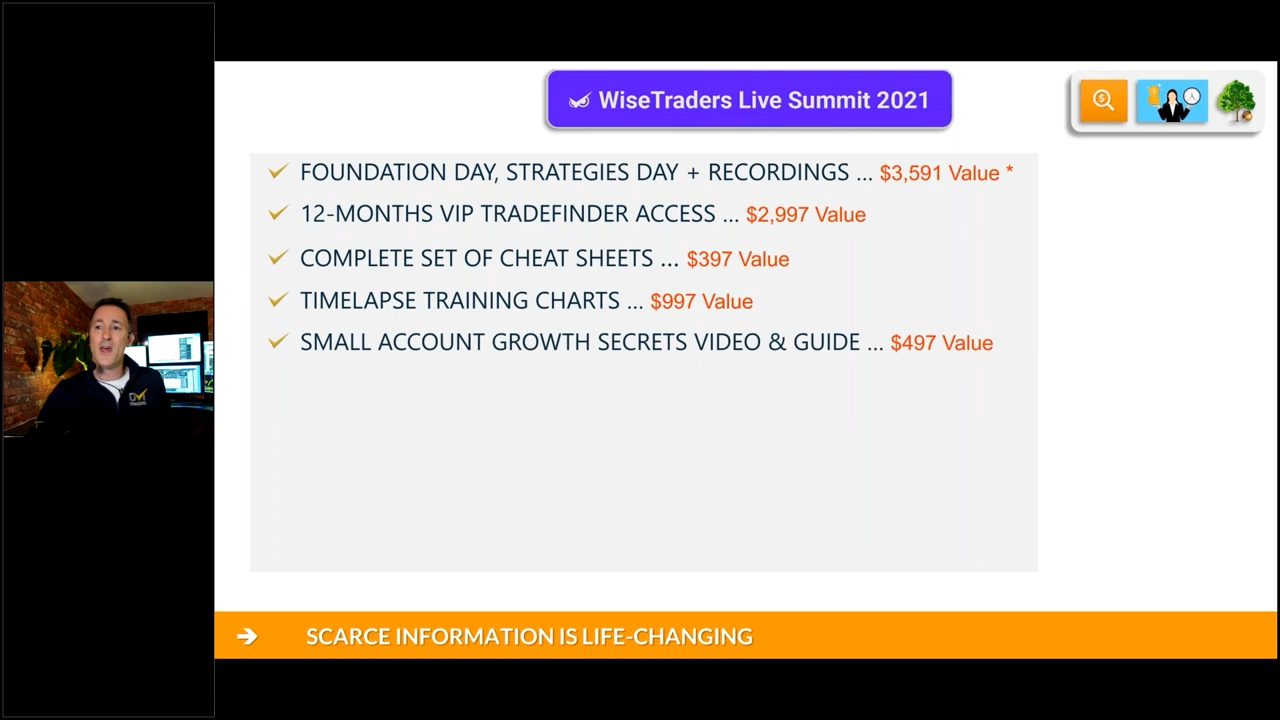 WiseTraders Live Summit 2021
FOUNDATION DAY, STRATEGIES DAY + RECORDINGS ... $3,591 Value *
12-MONTHS VIP TRADEFINDER ACCESS ... $2,997 Value
COMPLETE SET OF CHEAT SHEETS ... $397 Value
TIMELAPSE TRAINING CHARTS ... $997 Value
SMALL ACCOUNT GROWTH SECRETS VIDEO & GUIDE ... $497 Value
SCARCE INFORMATION IS LIFE-CHANGING